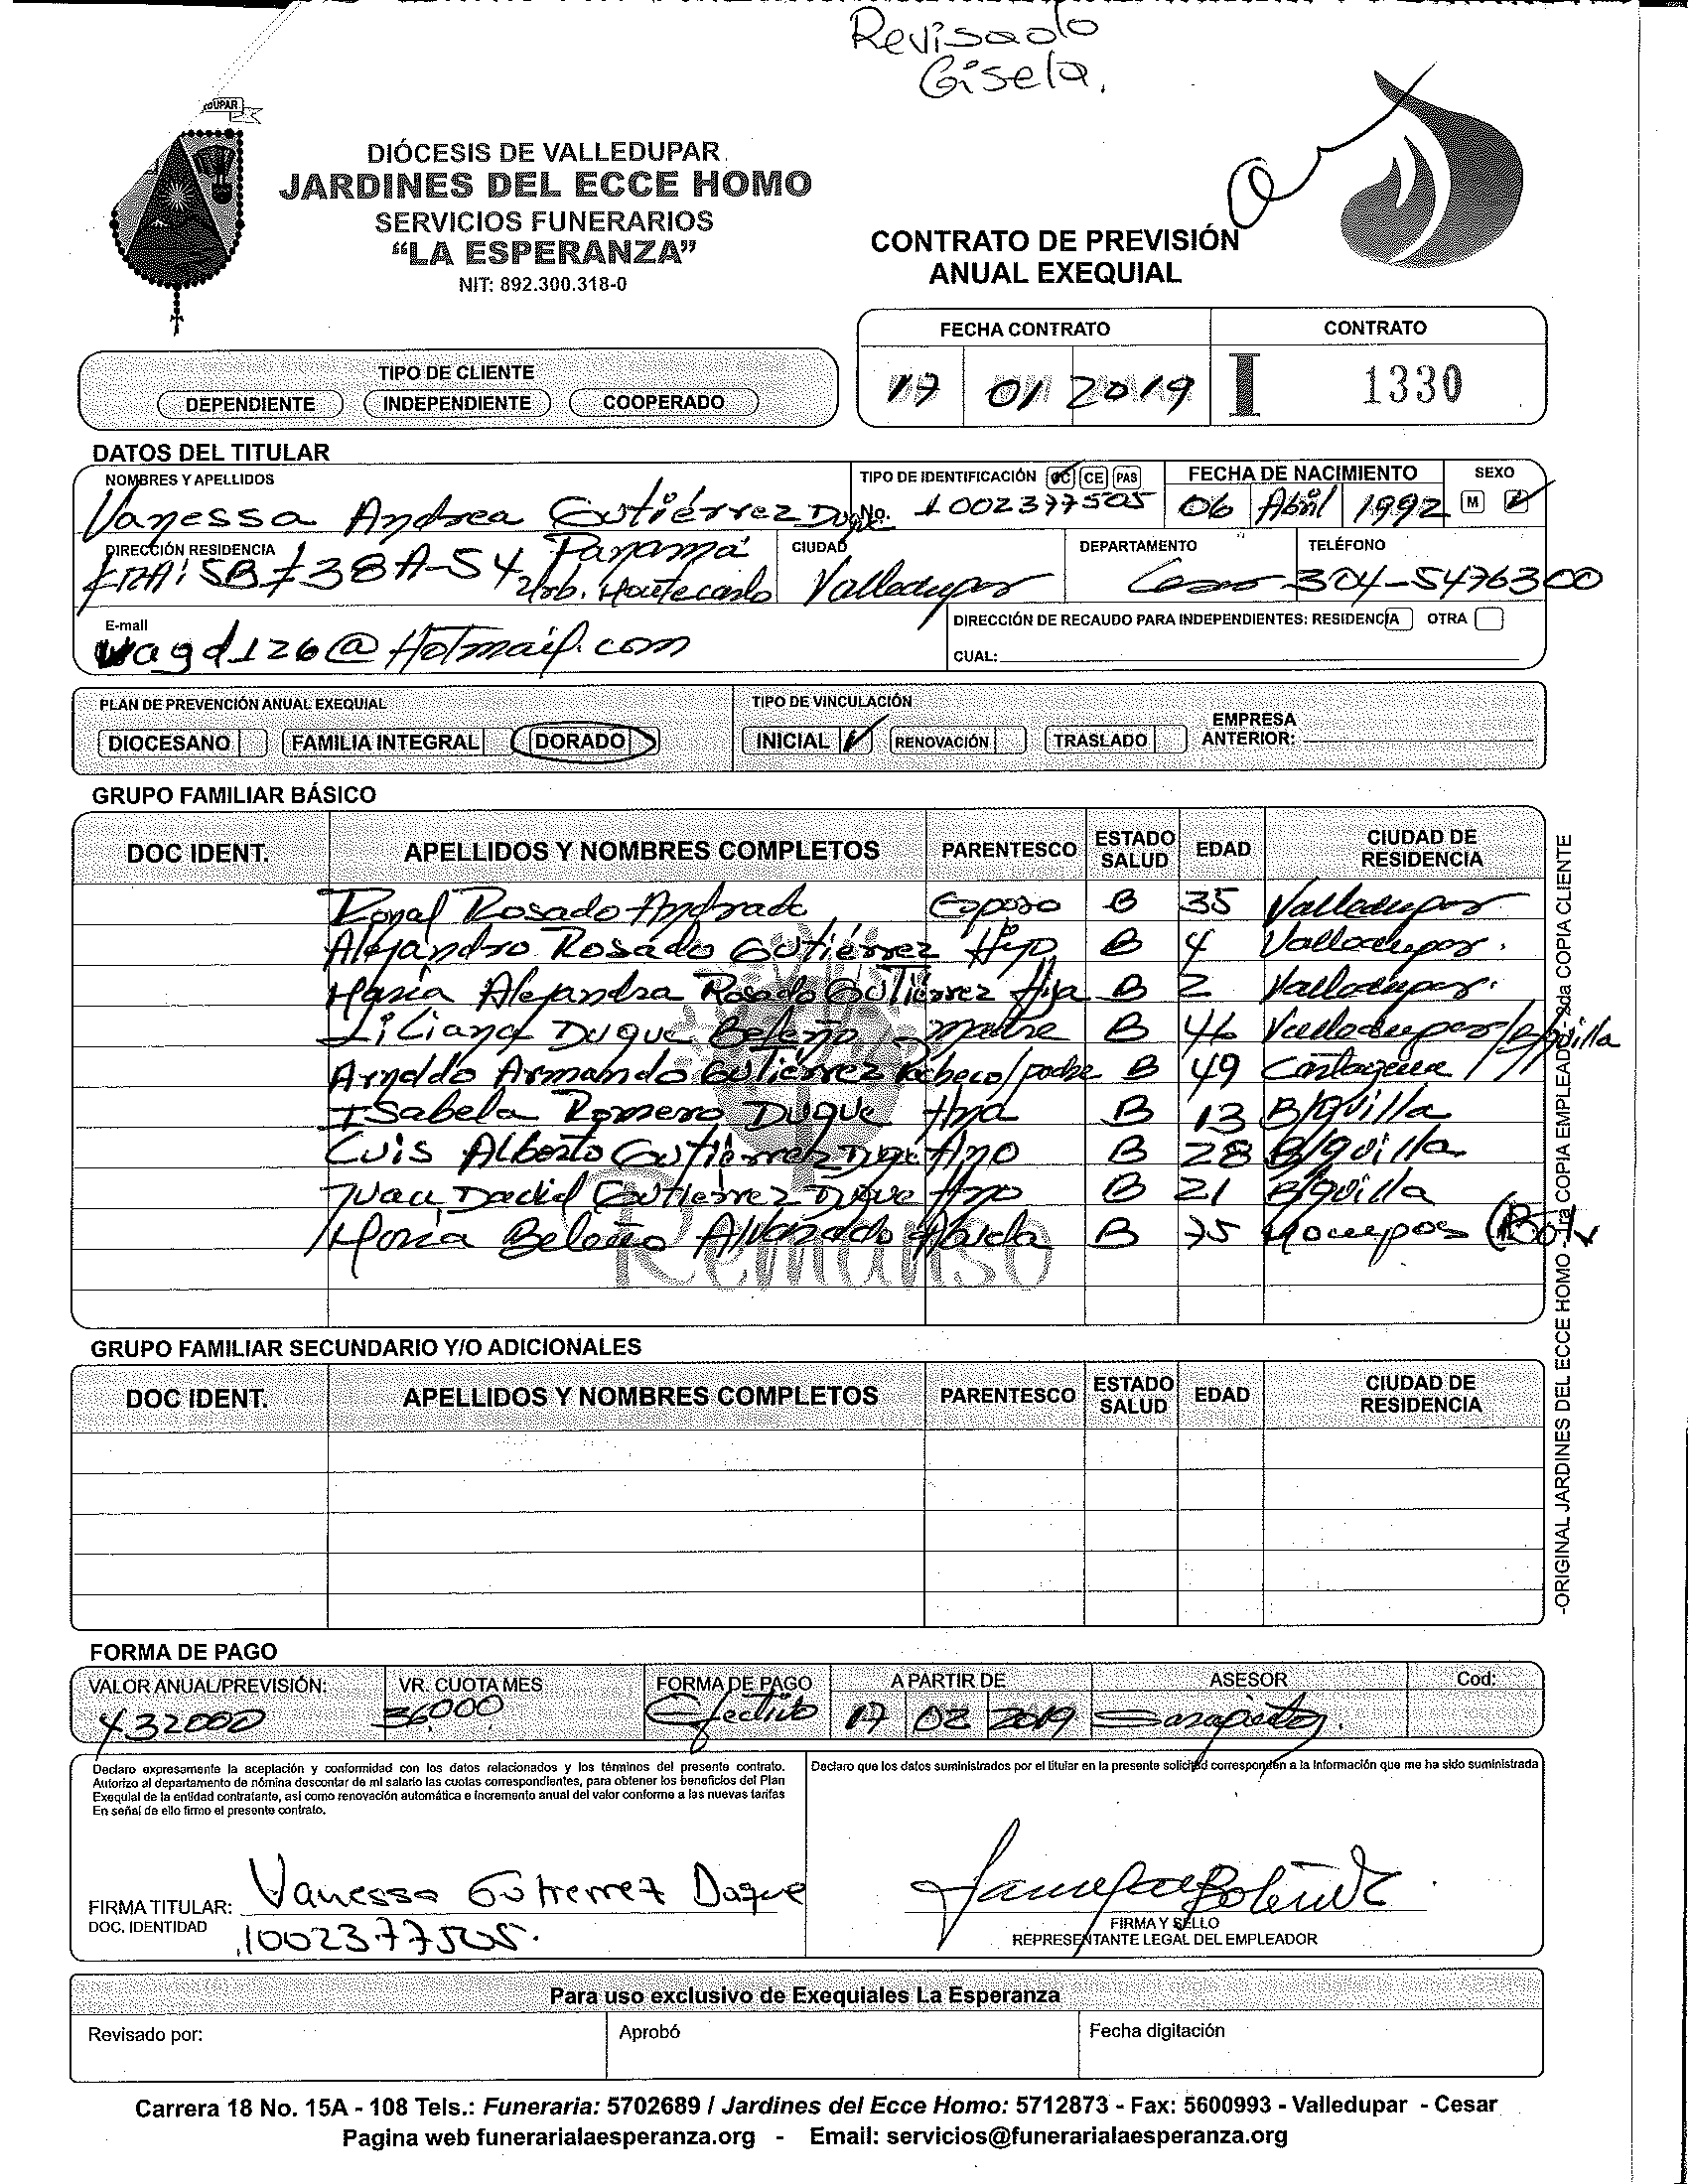 Revisado
Gisela.
DUPAR
DIÓCESIS DE VALLEDUPAR
JARDINES DEL ECCE HOMO
SERVICIOS FUNERARIOS
“LA ESPERANZA”
NIT: 892.300.318-0
CONTRATO DE PREVISIÓN
ANUAL EXEQUIAL
FECHA CONTRATO CONTRATO
17 01 2019 I 1330
TIPO DE CLIENTE
DEPENDIENTE INDEPENDIENTE COOPERADO
DATOS DEL TITULAR
NOMBRES Y APELLIDOS TIPO DE IDENTIFICACIÓN CC CE PAS FECHA DE NACIMIENTO SEXO
Vanessa Andrea Gutiérrez Duque No. 1002377505 06 Abril 1992 M
DIRECCIÓN RESIDENCIA CIUDAD DEPARTAMENTO TELÉFONO
38A-54 Panamá
Urb. Valledupar Cesar 304-5476300
E-mail DIRECCIÓN DE RECAUDO PARA INDEPENDIENTES: RESIDENCIA OTRA
vagd126@Hotmail.com
CUAL:
PLAN DE PREVENCIÓN ANUAL EXEQUIAL TIPO DE VINCULACIÓN
DIOCESANO FAMILIA INTEGRAL DORADO INICIAL RENOVACIÓN TRASLADO EMPRESA ANTERIOR:
GRUPO FAMILIAR BÁSICO
DOC IDENT. APELLIDOS Y NOMBRES COMPLETOS PARENTESCO ESTADO SALUD EDAD CIUDAD DE RESIDENCIA
Ronal Rosado Andrade Esposo B 35 Valledupar
Alejandro Rosado Gutiérrez Hijo B 4 Valledupar.
Maria Alejandra Rosado Gutiérrez Hija B 2 Valledupar.
Liliana Duque Beleño madre B 46 Valledupar/B/quilla
Arnoldo Armando Gutiérrez Pacheco/padre B 49 Cartagena
Isabela Romero Duque Hna B 13 B/quilla
Luis Alberto Gutiérrez Duque Hno B 28 B/quilla
Juan David Gutierrez Duque Hno B 21 B/quilla
Maria Beleño Alvarado Abuela B 75 Mompos (Boliv
Remanso
GRUPO FAMILIAR SECUNDARIO Y/O ADICIONALES
DOC IDENT. APELLIDOS Y NOMBRES COMPLETOS PARENTESCO ESTADO SALUD EDAD CIUDAD DE RESIDENCIA
-ORIGINAL JARDINES DEL ECCE HOMO - 1ra COPIA EMPLEAD - 2da COPIA CLIENTE
FORMA DE PAGO
VALOR ANUAL/PREVISIÓN: VR. CUOTA MES FORMA DE PAGO A PARTIR DE ASESOR Cod:
432000 36000 Efectivo 17 02 2019
Declaro expresamente la aceptación y conformidad con los datos relacionados y los términos del presente contrato.
Autorizo al departamento de nómina descontar de mi salario las cuotas correspondientes, para obtener los beneficios del Plan
Exequial de la entidad contratante, asi como renovación automática e incremento anual del valor conforme a las nuevas tarifas
En señal de ello firmo el presente contrato.
Declaro que los datos suministrados por el titular en la presente solicitud corresponden a la información que me ha sido suministrada
FIRMA TITULAR: Vanessa Gutierrez Duque
DOC. IDENTIDAD 1002377505.
FIRMA Y SELLO
REPRESENTANTE LEGAL DEL EMPLEADOR
Para uso exclusivo de Exequiales La Esperanza
Revisado por: Aprobó Fecha digitación
Carrera 18 No. 15A - 108 Tels.: Funeraria: 5702689 / Jardines del Ecce Homo: 5712873 - Fax: 5600993 - Valledupar - Cesar
Pagina web funerarialaesperanza.org - Email: servicios@funerarialaesperanza.org